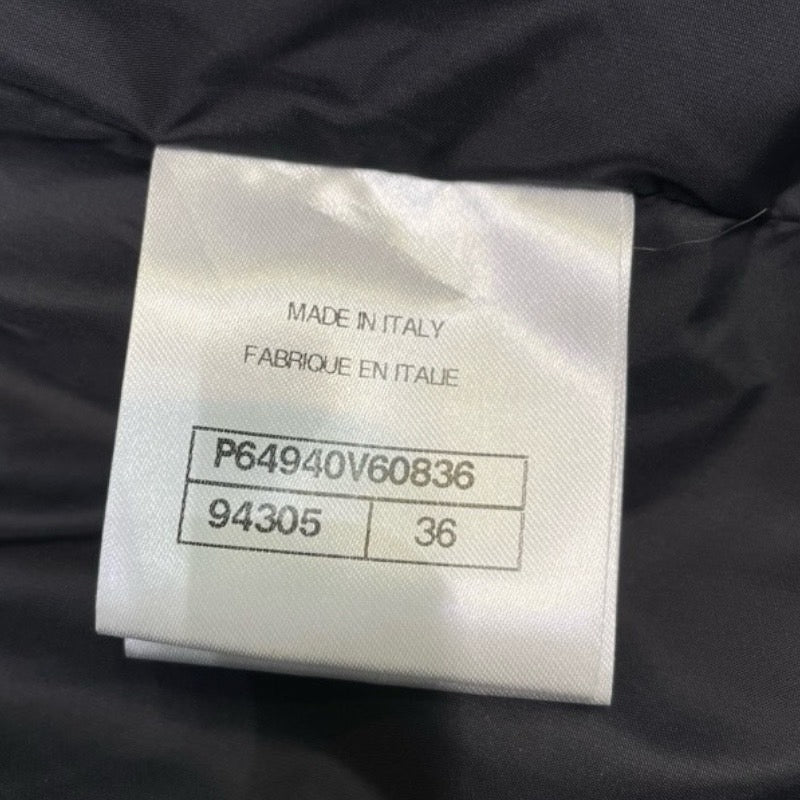 MADE IN ITALY
FABRIQUE EN ITALIE
P64940V60836
94305 36